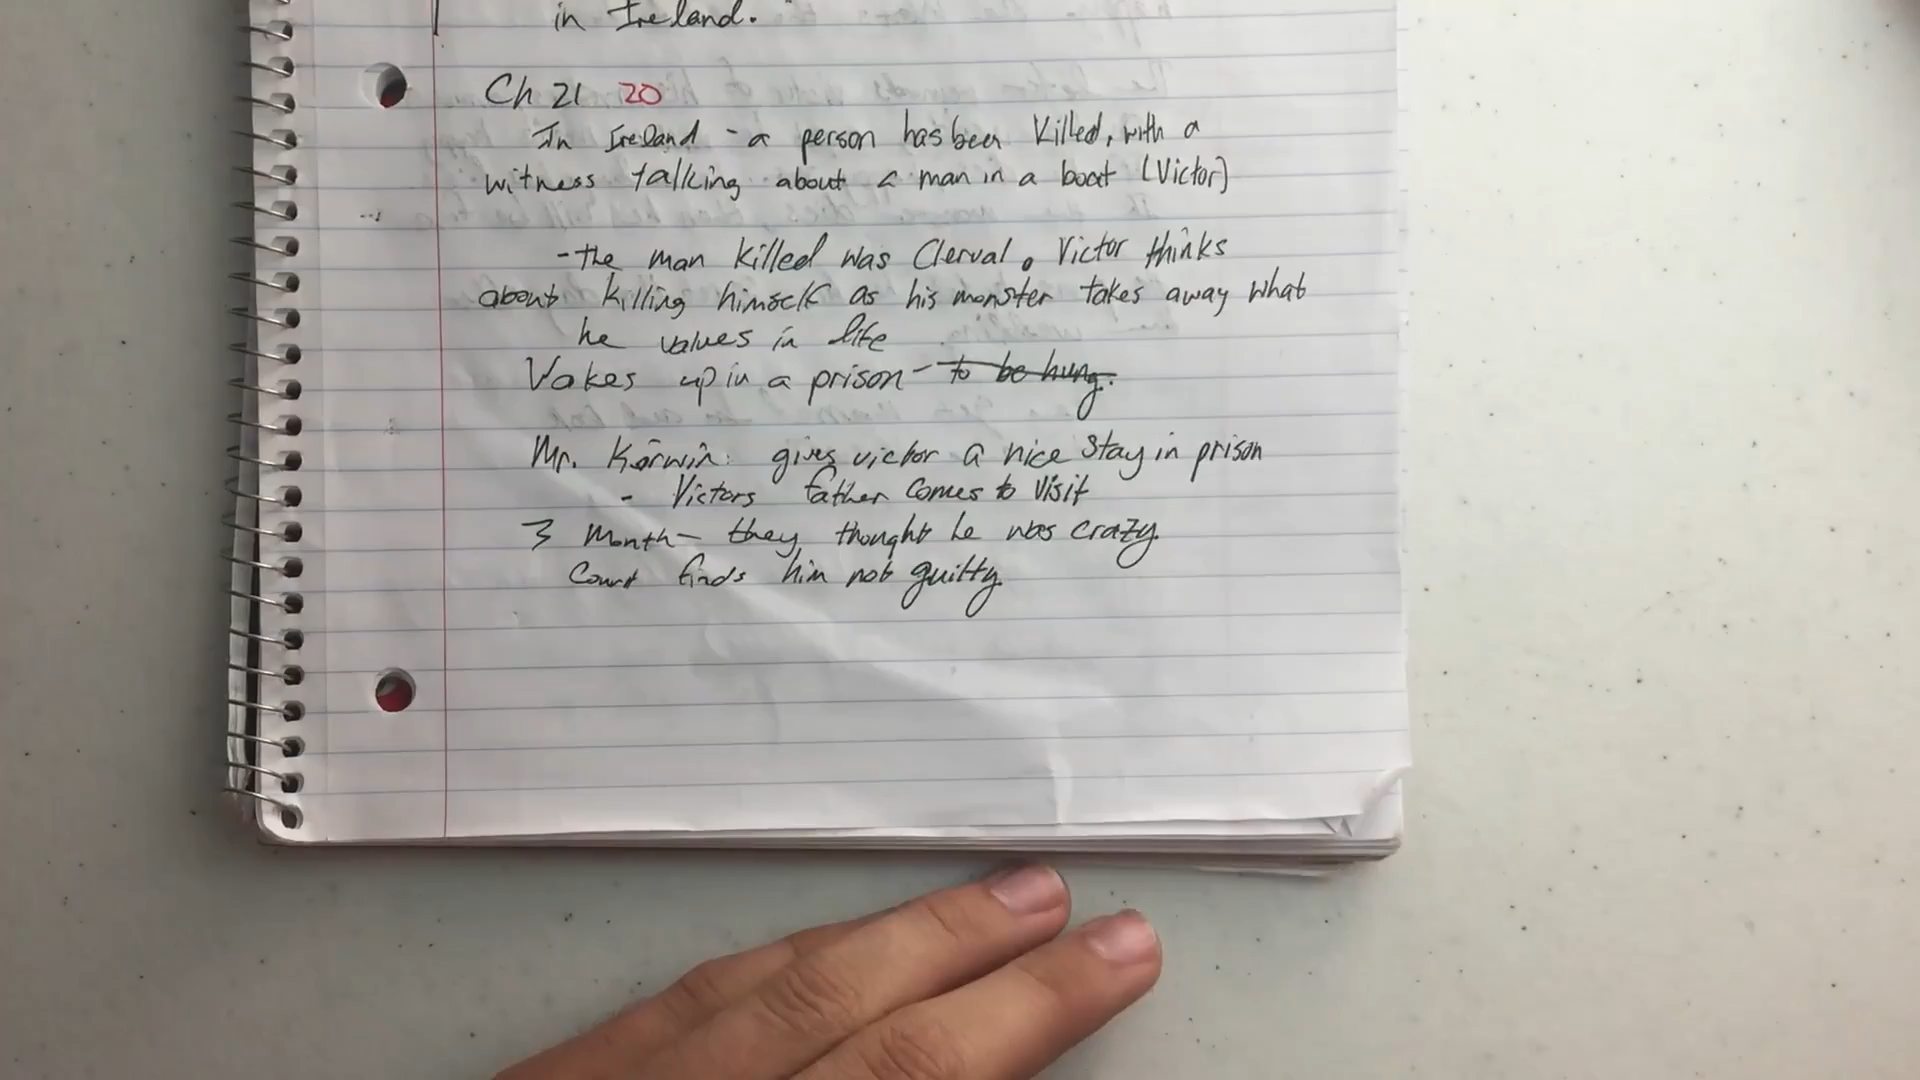 in Ireland.
Ch 21 20
In Ireland - a person has been killed, with a
witness talking about a man in a boat (Victor)
- the man killed was Clerval. Victor thinks
about killing himself as his monster takes away what
he values in life
Wakes up in a prison - to be hung.
Mr. Kirwin: gives victor a nice stay in prison
- Victors father comes to visit
3 month - they thought he was crazy.
Court finds him not guilty.